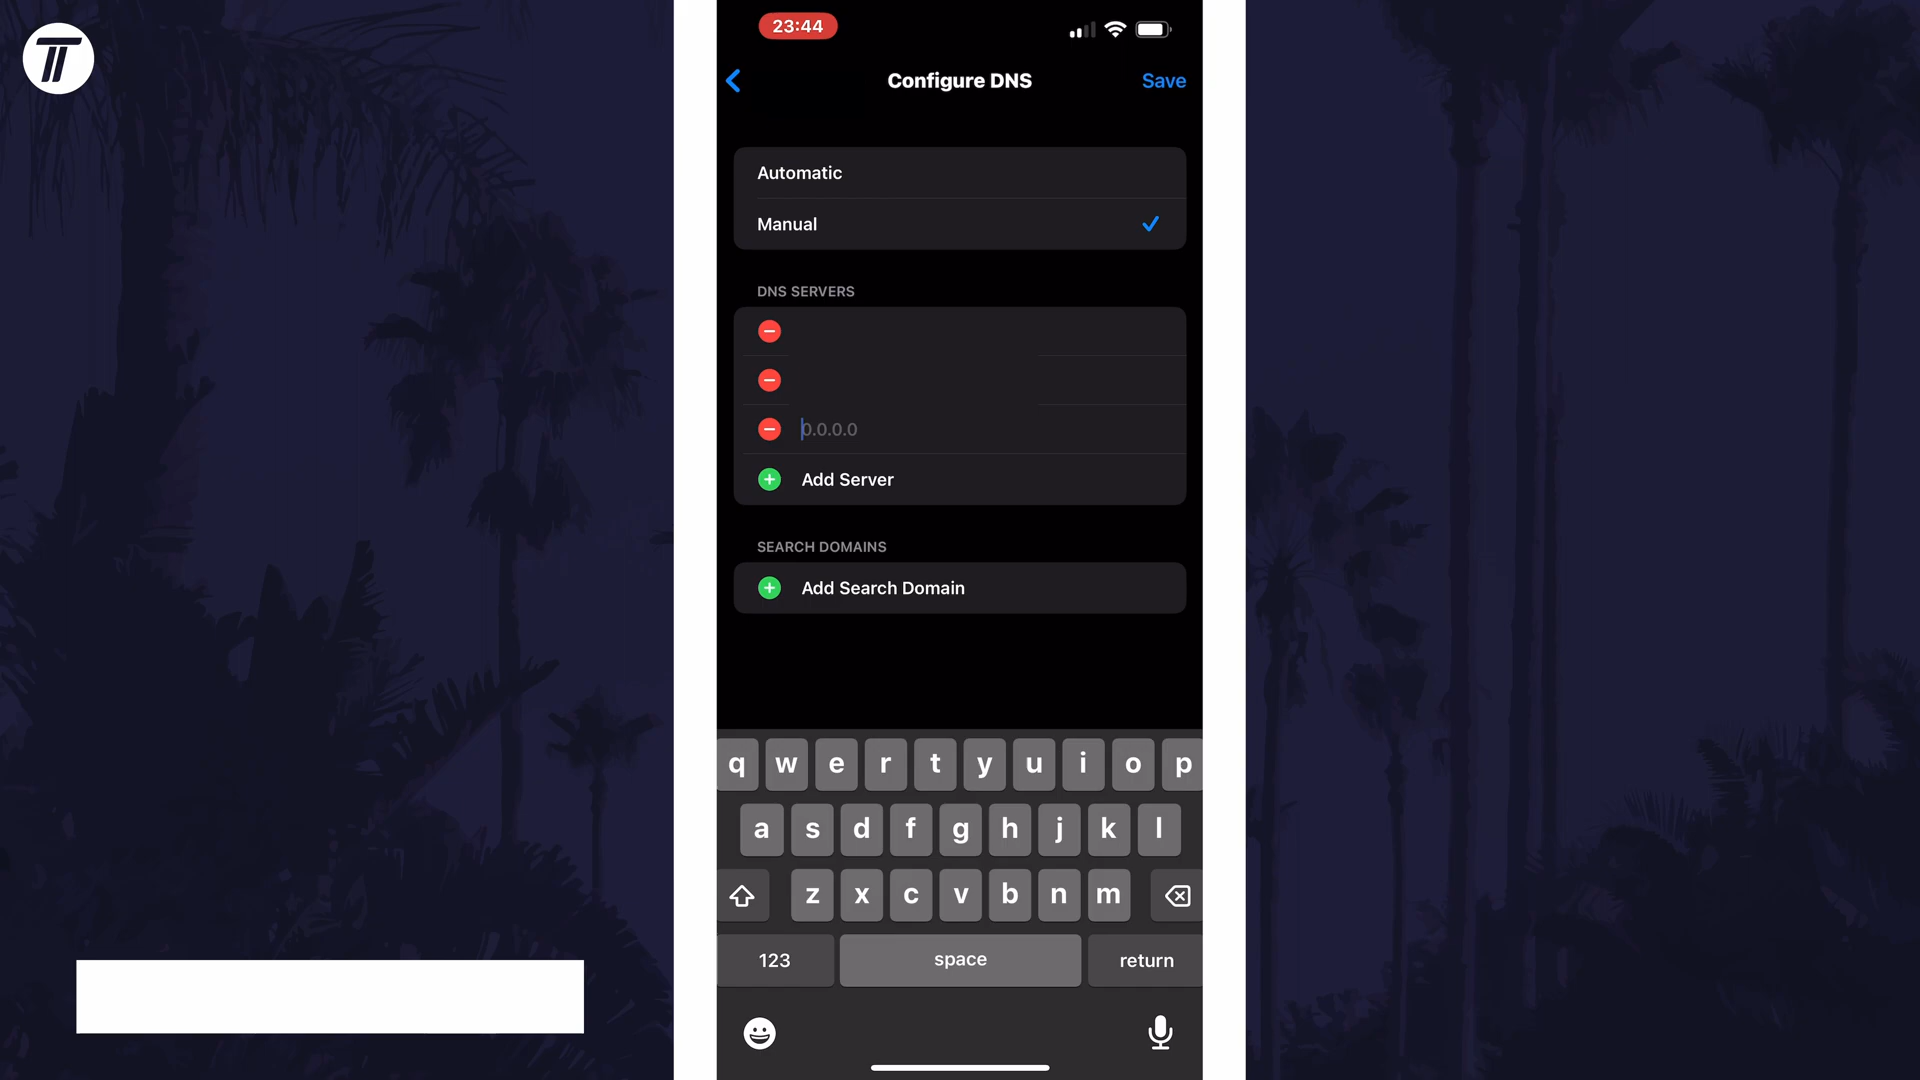 23:44
Configure DNS
Save
Automatic
Manual
DNS SERVERS
0.0.0.0
Add Server
SEARCH DOMAINS
Add Search Domain
q w e r t y u i o p
a s d f g h j k l
z x c v b n m
123 space return